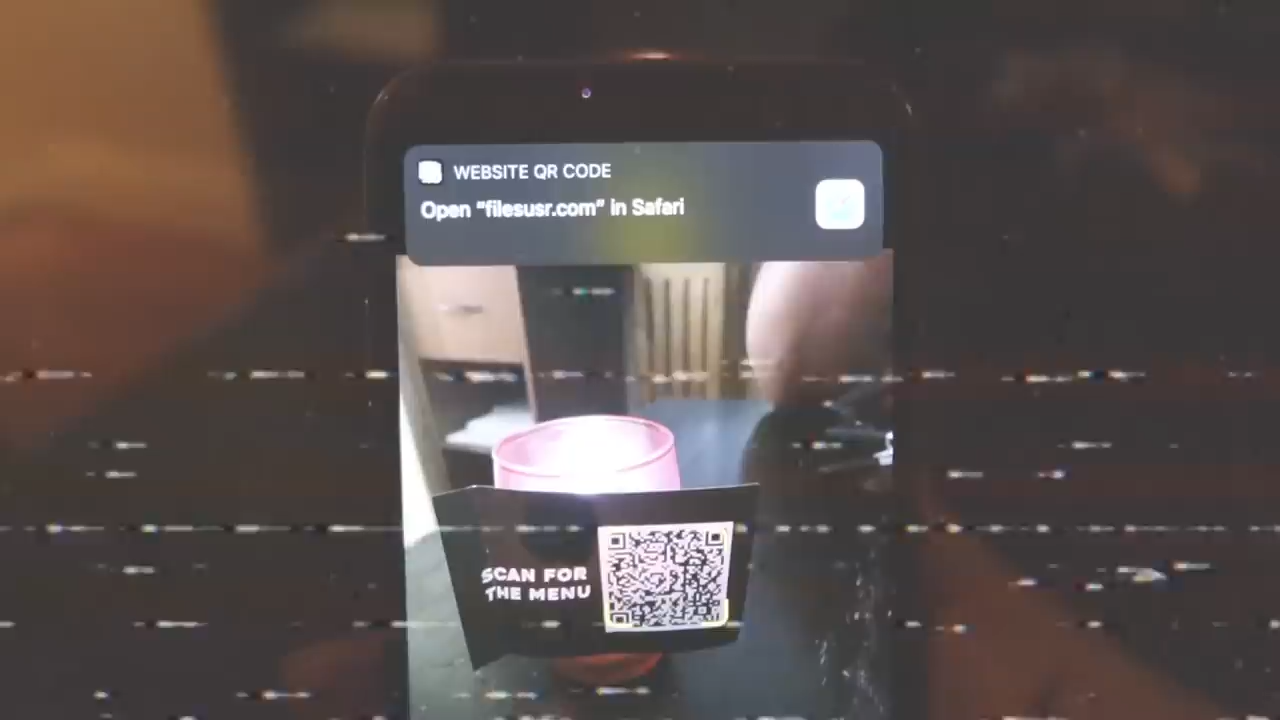 WEBSITE QR CODE
Open “filesusr.com” in Safari
SCAN FOR
THE MENU